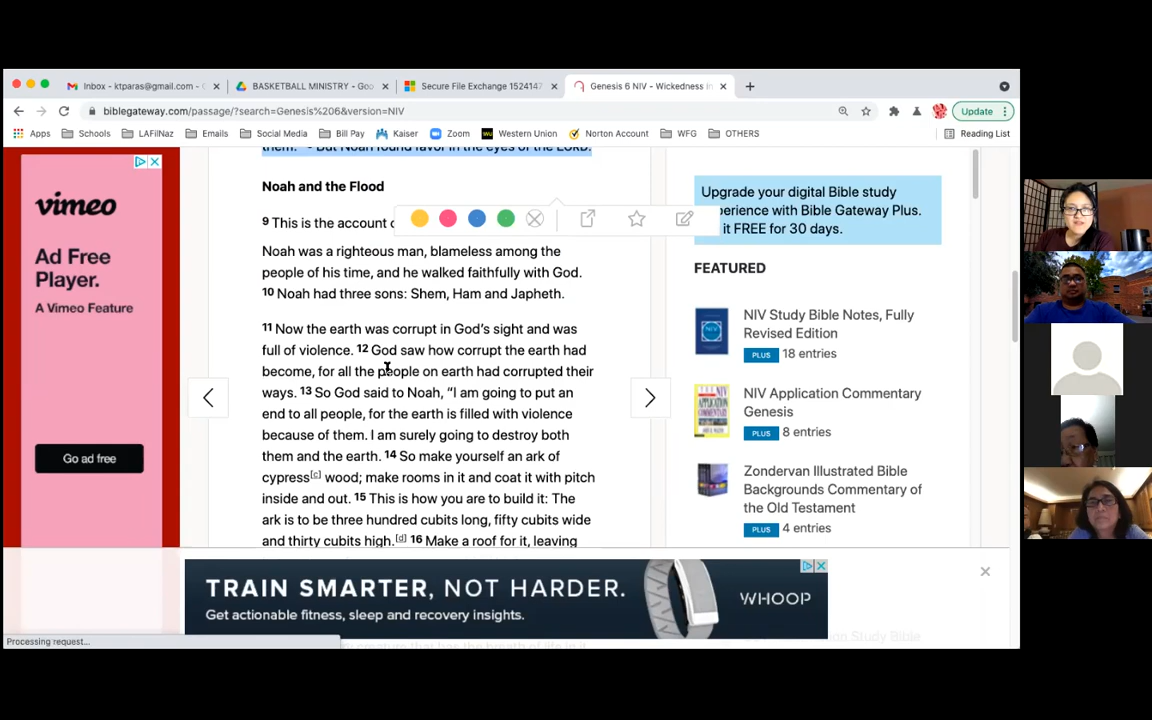 Inbox - ktparas@gmail.com -
BASKETBALL MINISTRY - Goo
Secure File Exchange 1524147
Genesis 6 NIV - Wickedness in
biblegateway.com/passage/?search=Genesis%206&version=NIV
Update
Apps
Schools
LAFilNaz
Emails
Social Media
Bill Pay
Kaiser
Zoom
Western Union
Norton Account
WFG
OTHERS
Reading List
vimeo
Ad Free
Player.
A Vimeo Feature
Go ad free
them." But Noah found favor in the eyes of the LORD.
Noah and the Flood
9 This is the account
Noah was a righteous man, blameless among the
people of his time, and he walked faithfully with God.
10 Noah had three sons: Shem, Ham and Japheth.
11 Now the earth was corrupt in God's sight and was
full of violence. 12 God saw how corrupt the earth had
become, for all the people on earth had corrupted their
ways. 13 So God said to Noah, "I am going to put an
end to all people, for the earth is filled with violence
because of them. I am surely going to destroy both
them and the earth. 14 So make yourself an ark of
cypress[c] wood; make rooms in it and coat it with pitch
inside and out. 15 This is how you are to build it: The
ark is to be three hundred cubits long, fifty cubits wide
and thirty cubits high.[d] 16 Make a roof for it, leaving
Upgrade your digital Bible study
perience with Bible Gateway Plus.
it FREE for 30 days.
FEATURED
NIV Study Bible Notes, Fully
Revised Edition
PLUS 18 entries
NIV Application Commentary
Genesis
PLUS 8 entries
Zondervan Illustrated Bible
Backgrounds Commentary of
the Old Testament
PLUS 4 entries
TRAIN SMARTER, NOT HARDER.
Get actionable fitness, sleep and recovery insights.
WHOOP
Processing request...
creature that has the breath of life in it
Study Bible